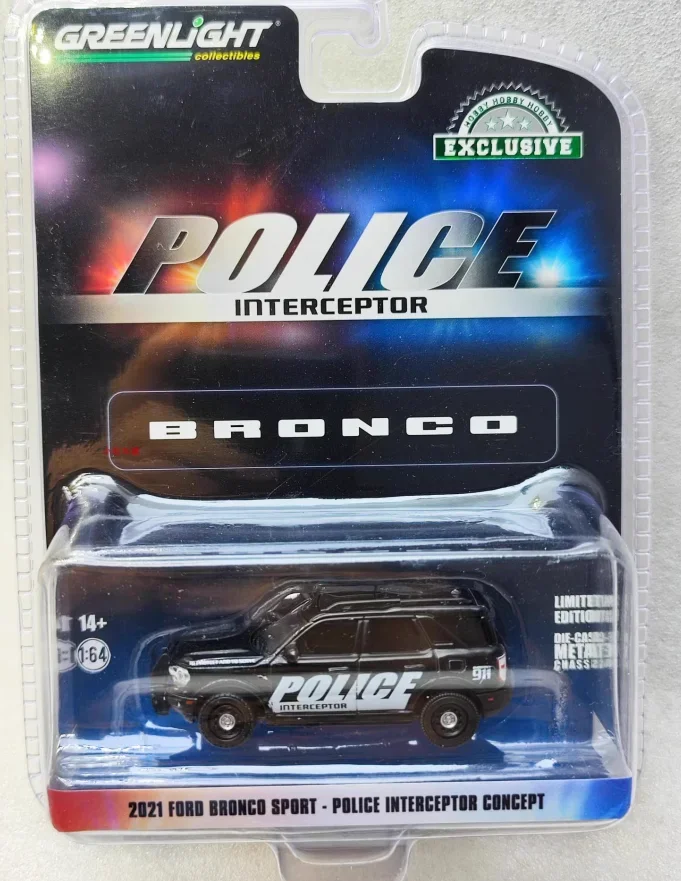 GREENLIGHT
collectibles
HOBBY HOBBY HOBBY
EXCLUSIVE
POLICE
INTERCEPTOR
BRONCO
14+
1:64
LIMITED
EDITION
DIE-CAST
METAL
CHASSIS
POLICE
INTERCEPTOR
911
2021 FORD BRONCO SPORT - POLICE INTERCEPTOR CONCEPT